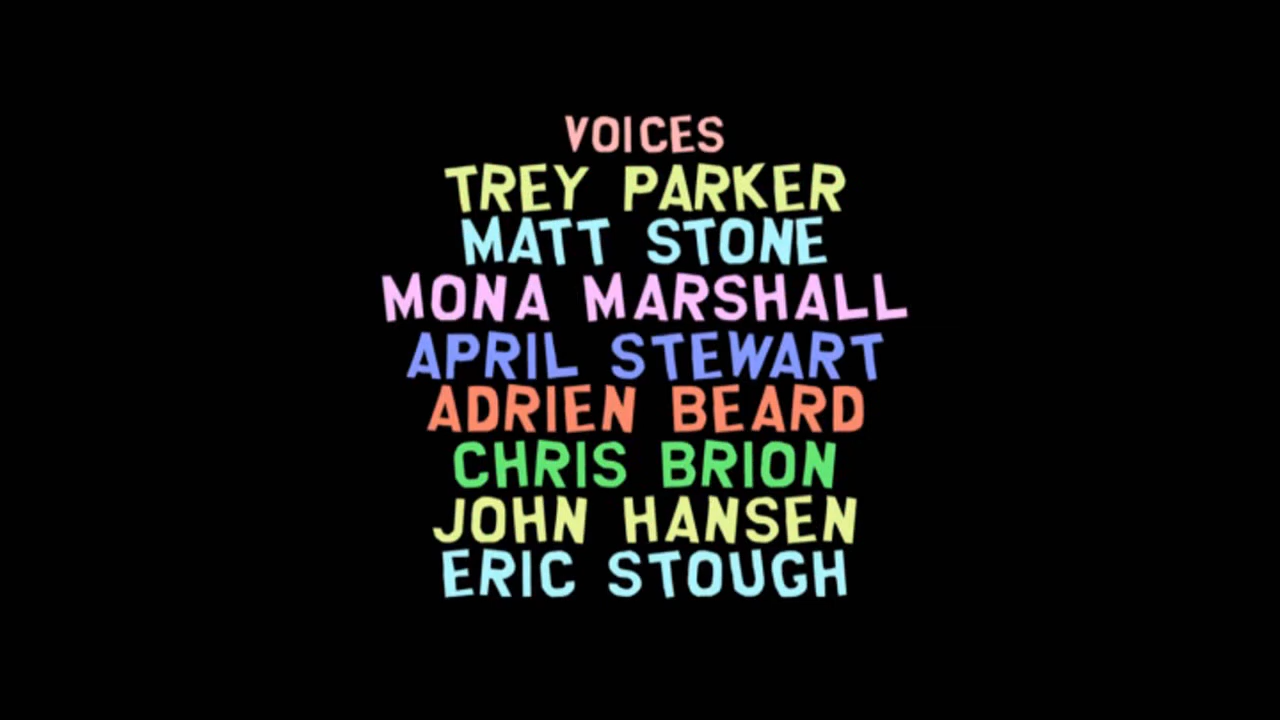 VOICES
TREY PARKER
MATT STONE
MONA MARSHALL
APRIL STEWART
ADRIEN BEARD
CHRIS BRION
JOHN HANSEN
ERIC STOUGH